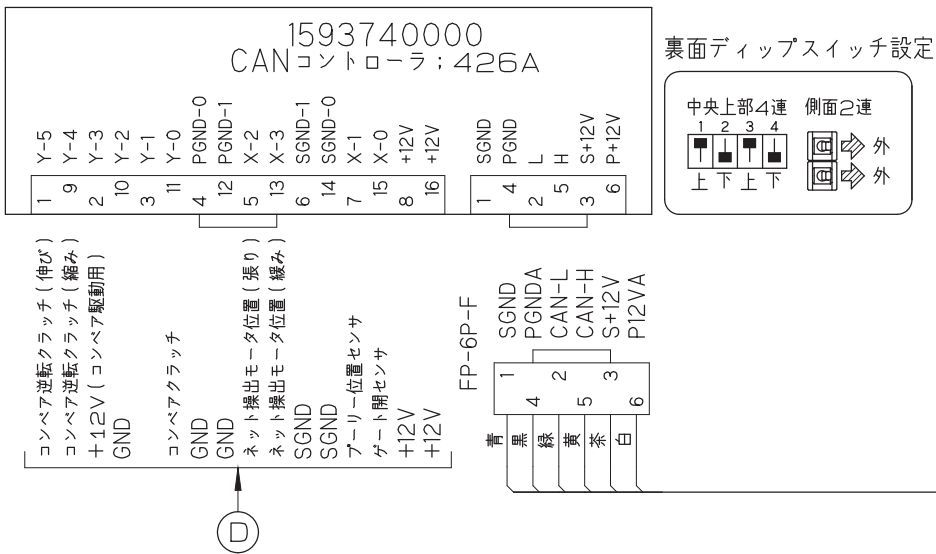 1593740000
CANコントローラ；426A
Y-5
Y-4
Y-3
Y-2
Y-1
Y-0
PGND-0
PGND-1
X-2
X-3
SGND-1
SGND-0
X-1
X-0
+12V
+12V
1
9
2
10
3
11
4
12
5
13
6
14
7
15
8
16
SGND
PGND
L
H
S+12V
P+12V
1
4
2
5
3
6
裏面ディップスイッチ設定
中央上部4連
1 2 3 4
上下上下
側面2連
外
外
コンベア逆転クラッチ(伸び)
コンベア逆転クラッチ(縮み)
+12V(コンベア駆動用)
GND
コンベアクラッチ
GND
GND
ネット操出モータ位置(張り)
ネット操出モータ位置(緩み)
SGND
SGND
プーリー位置センサ
ゲート開センサ
+12V
+12V
D
FP-6P-F
SGND
PGNDA
CAN-L
CAN-H
S+12V
P12VA
1
4
2
5
3
6
青
黒
緑
黄
茶
白